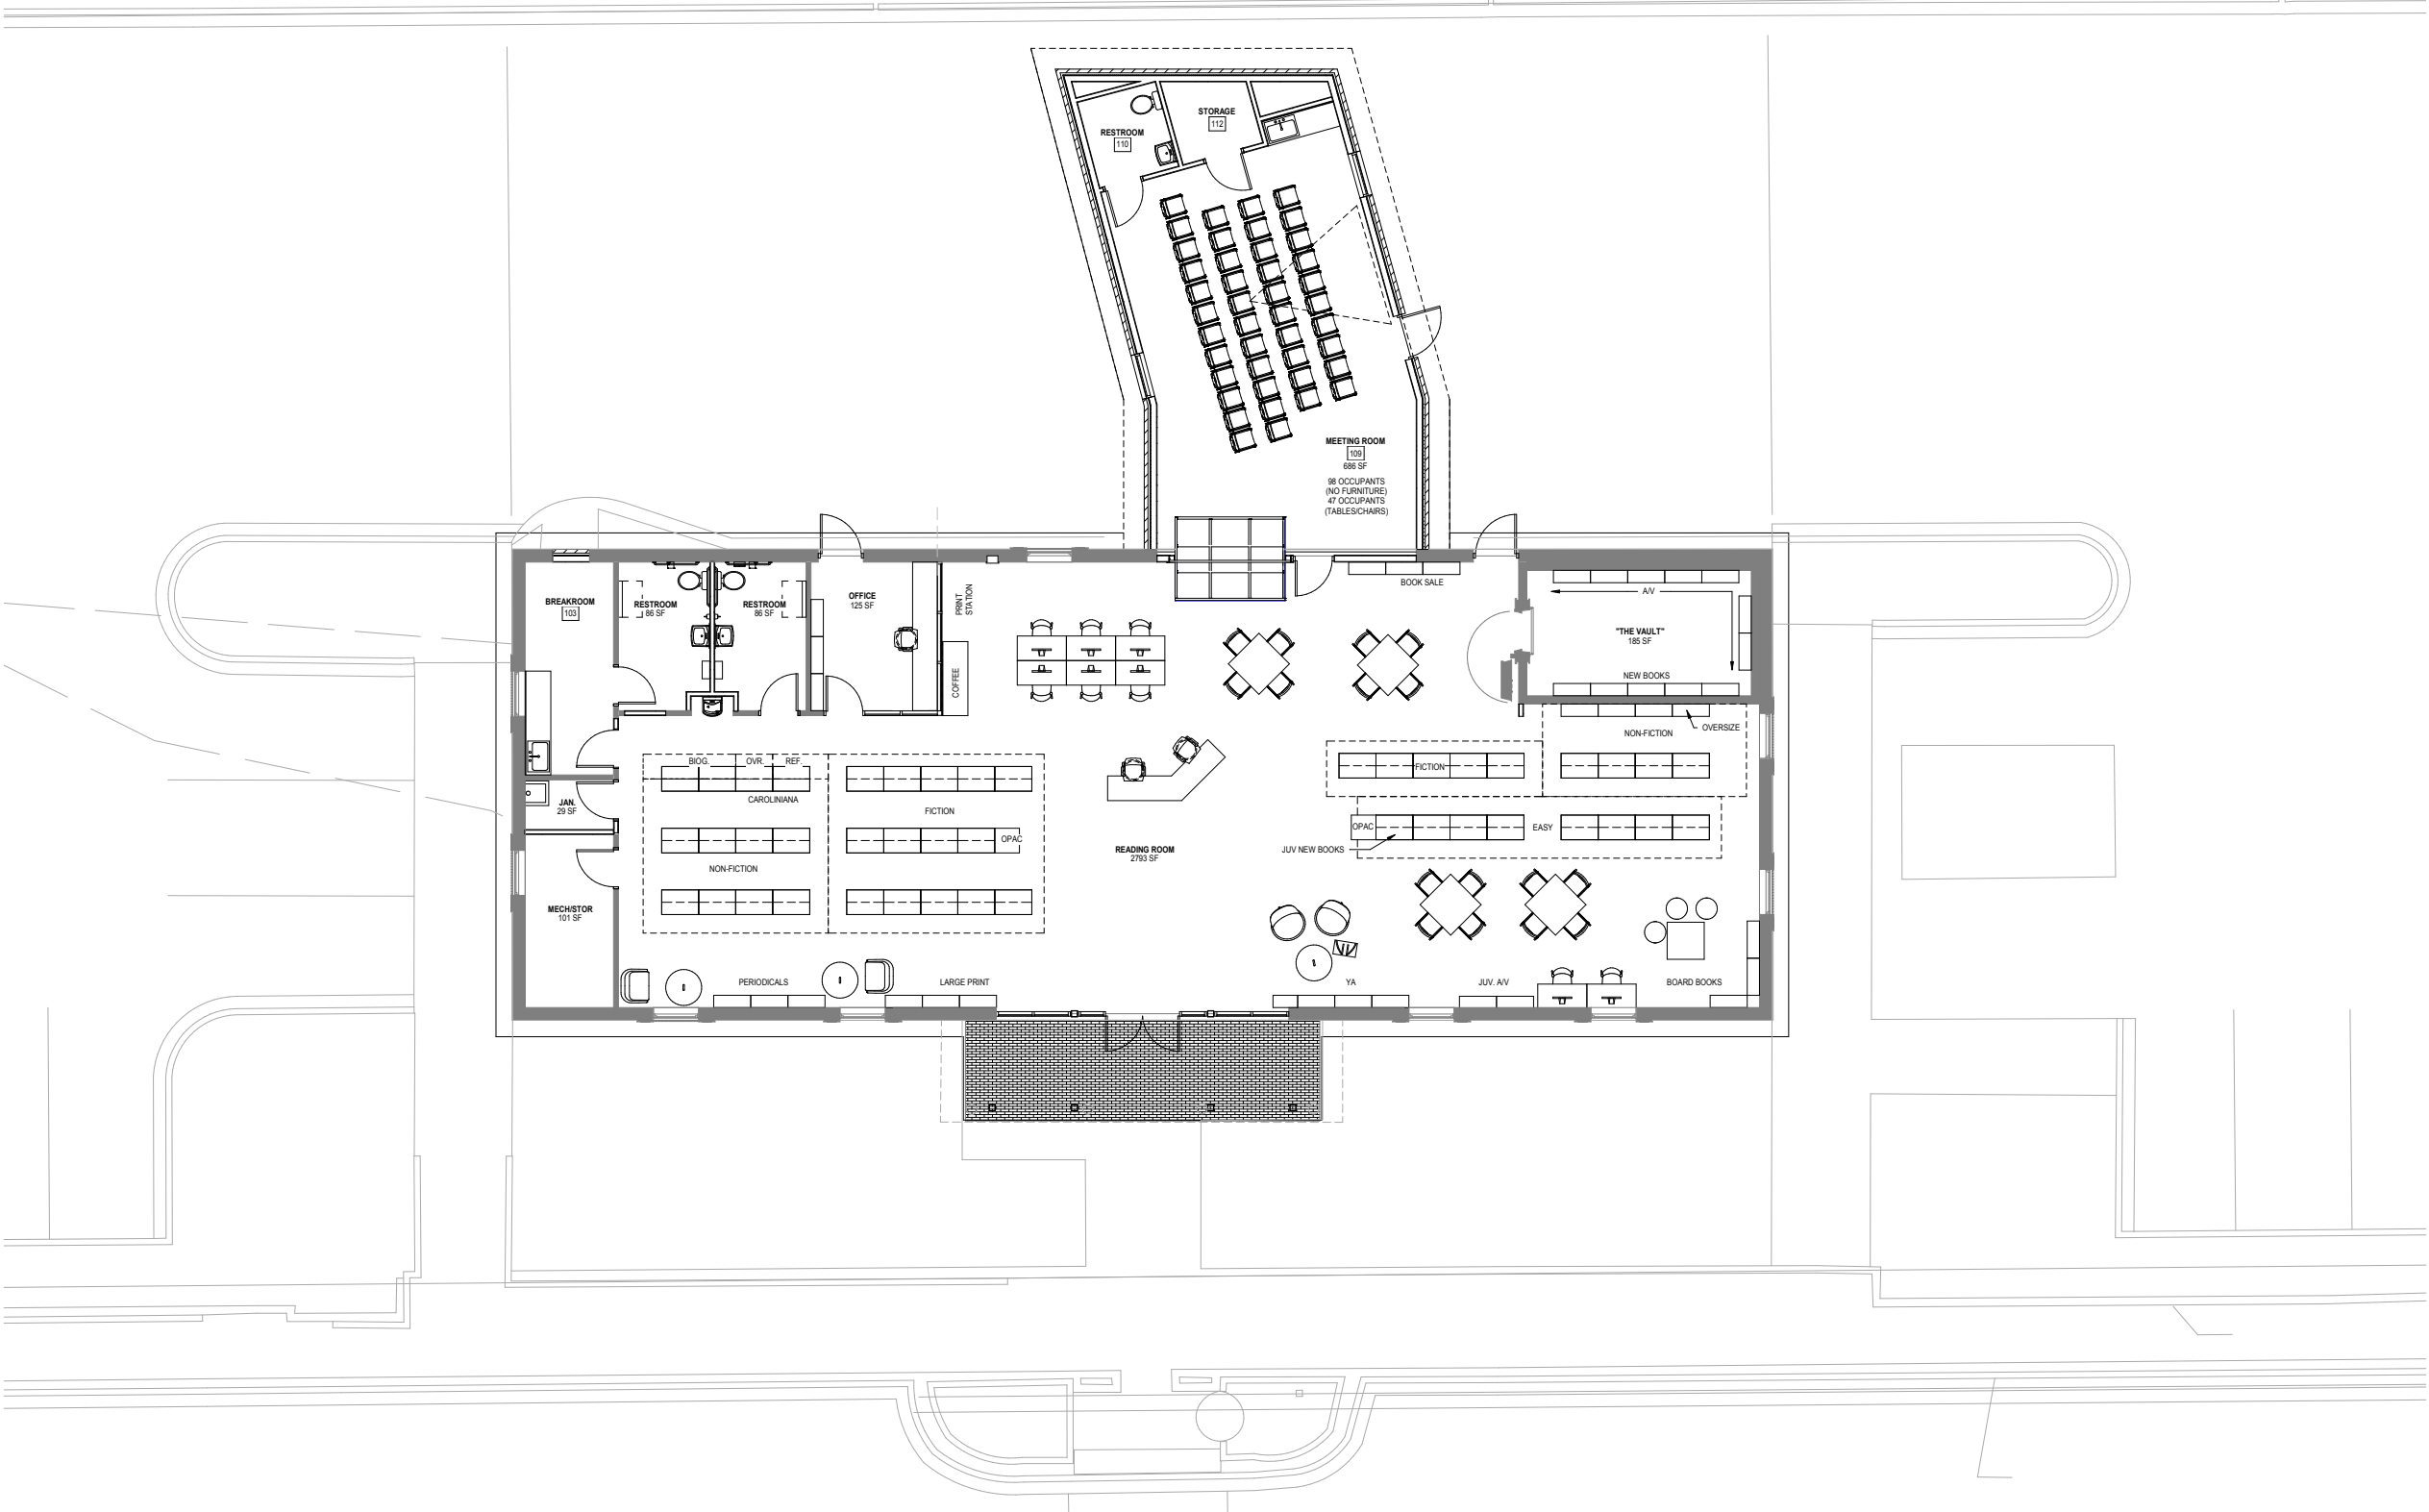 STORAGE
112
RESTROOM
110
MEETING ROOM
109
686 SF
98 OCCUPANTS
(NO FURNITURE)
47 OCCUPANTS
(TABLES/CHAIRS)
BREAKROOM
103
RESTROOM
86 SF
RESTROOM
86 SF
OFFICE
125 SF
PRINT
STATION
COFFEE
BOOK SALE
A/V
"THE VAULT"
185 SF
NEW BOOKS
OVERSIZE
NON-FICTION
BIOG.
OVR.
REF.
CAROLINIANA
FICTION
FICTION
JAN.
29 SF
OPAC
OPAC
EASY
JUV NEW BOOKS
READING ROOM
2793 SF
NON-FICTION
MECH/STOR
101 SF
PERIODICALS
LARGE PRINT
YA
JUV. A/V
BOARD BOOKS